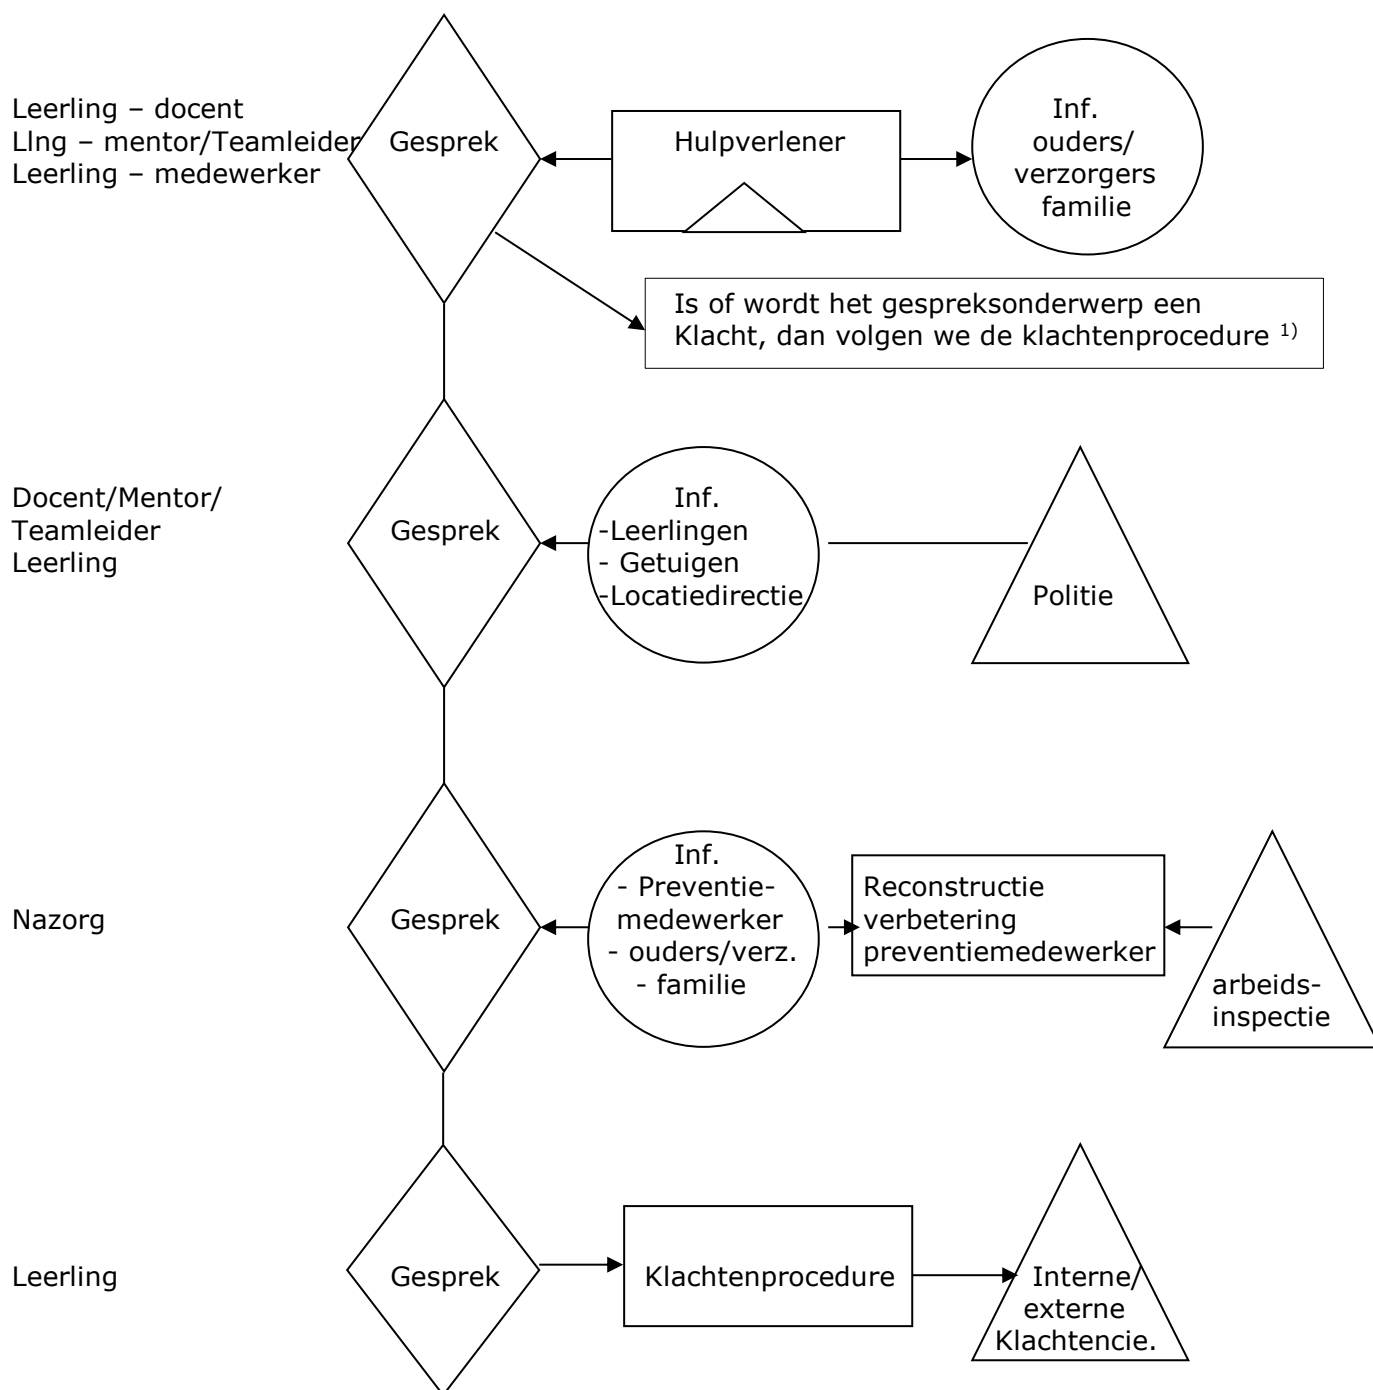 Leerling – docent
Llng – mentor/Teamleider
Leerling – medewerker
Gesprek
Hulpverlener
Inf.
ouders/
verzorgers
familie
Is of wordt het gespreksonderwerp een
Klacht, dan volgen we de klachtenprocedure 1)
Docent/Mentor/
Teamleider
Leerling
Gesprek
Inf.
-Leerlingen
- Getuigen
-Locatiedirectie
Politie
Nazorg
Gesprek
Inf.
- Preventie-
medewerker
- ouders/verz.
- familie
Reconstructie
verbetering
preventiemedewerker
arbeids-
inspectie
Leerling
Gesprek
Klachtenprocedure
Interne/
externe
Klachtencie.